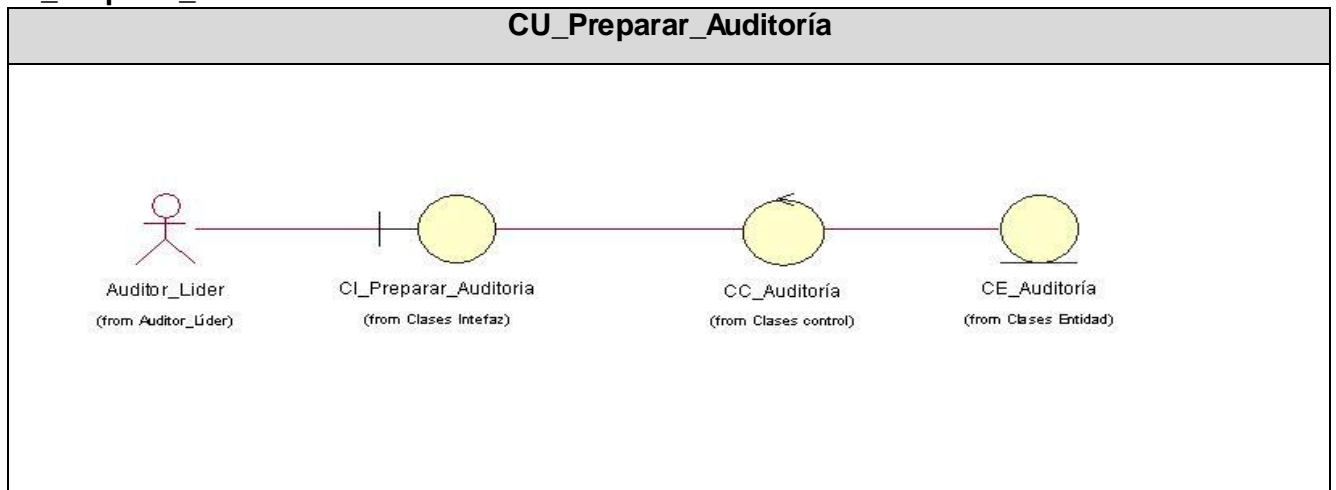 CU_Preparar_Auditoría
Auditor_Lider
CI_Preparar_Auditoria
CC_Auditoría
CE_Auditoría
(from Auditor_Líder)
(from Clases Intefaz)
(from Clases control)
(from Clases Entidad)